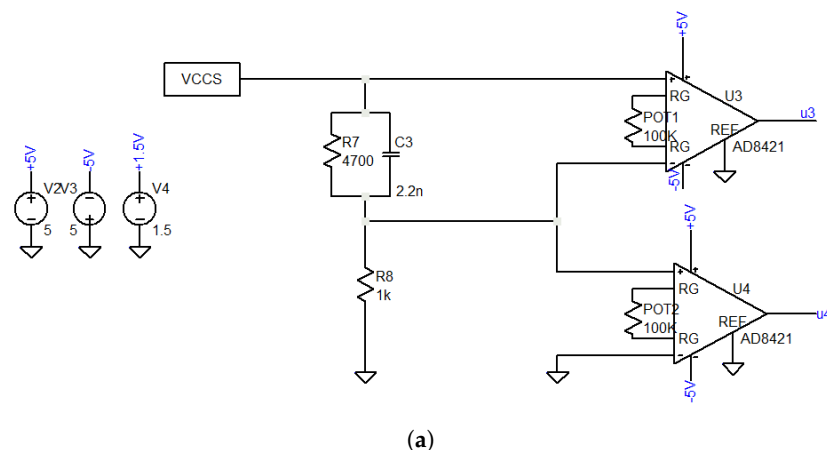 +5V
VCCS
U3
RG
POT1
100K
u3
R7
4700
C3
REF
RG
AD8421
+5V
-5V
+1.5V
-5V
V2
V3
V4
2.2n
5
5
1.5
+5V
R8
1k
U4
RG
POT2
100K
u4
REF
RG
AD8421
-5V
(a)